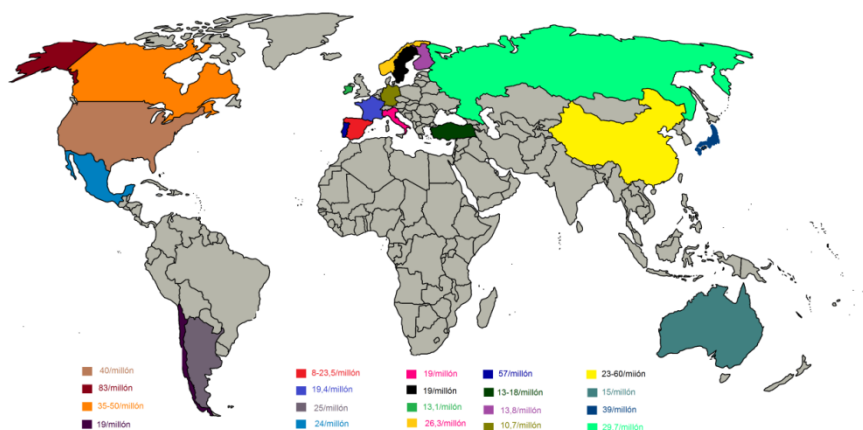 40/millón
83/millón
35-50/millón
19/millón
8-23,5/millón
19,4/millón
25/millón
24/millón
19/millón
19/millón
13,1/millón
26,3/millón
57/millón
13-18/millón
13,8/millón
10,7/millón
23-60/millón
15/millón
39/millón
29,7/millón